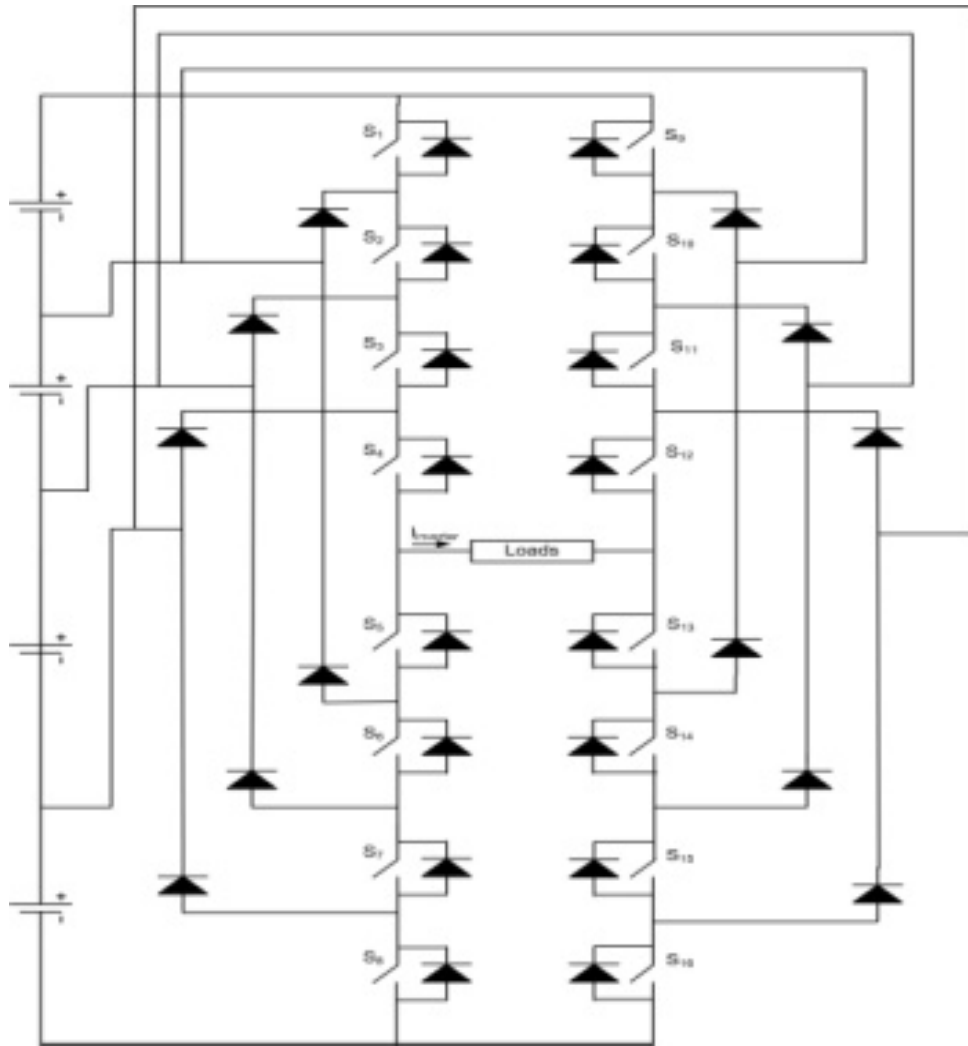 +
S₁
S₉
+
S₂
S₁₀
S₃
S₁₁
+
S₄
S₁₂
Loads
S₅
S₁₃
+
S₆
S₁₄
S₇
S₁₅
+
S₈
S₁₆